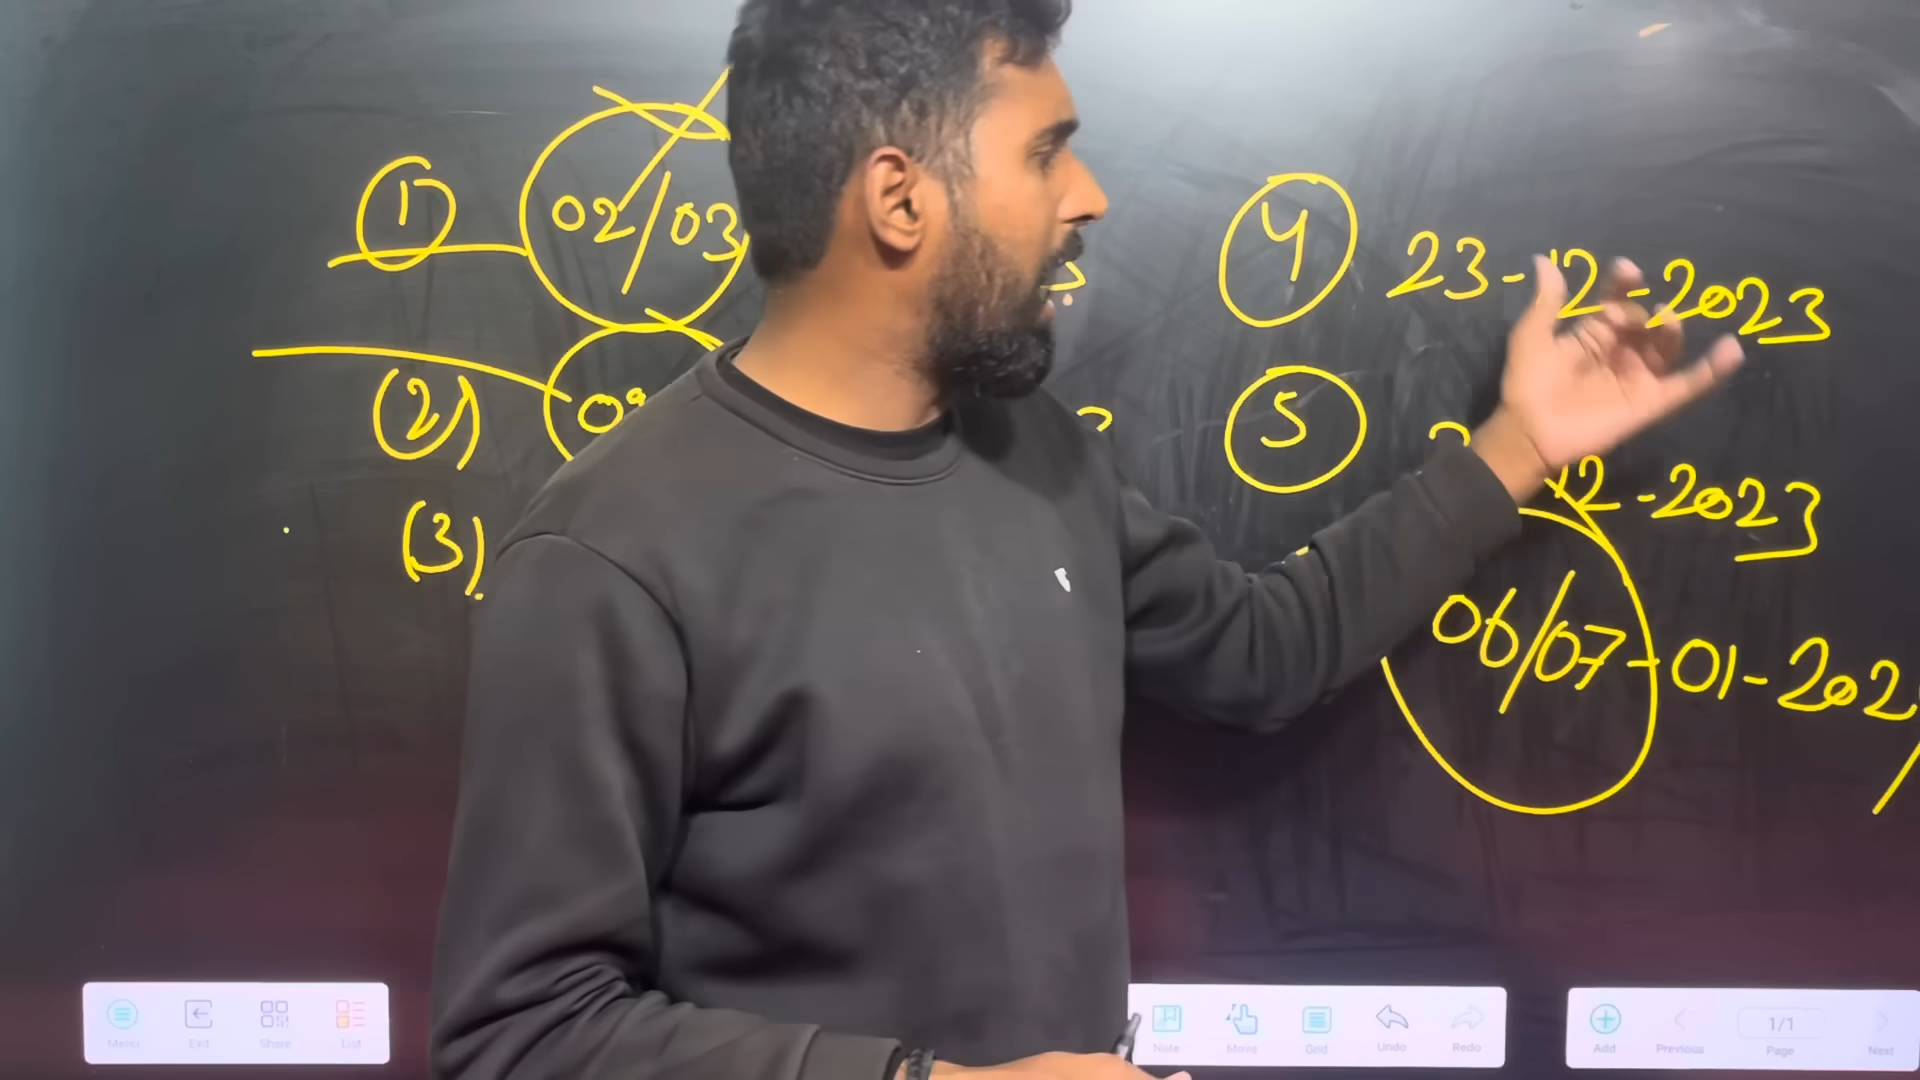 1
02/03
(2)
(3)
4 23-12-2023
5
12-2023
06/07-01-202
Menu Exit Share List
Note Move Grid Undo Redo
Add Previous 1/1 Page Next